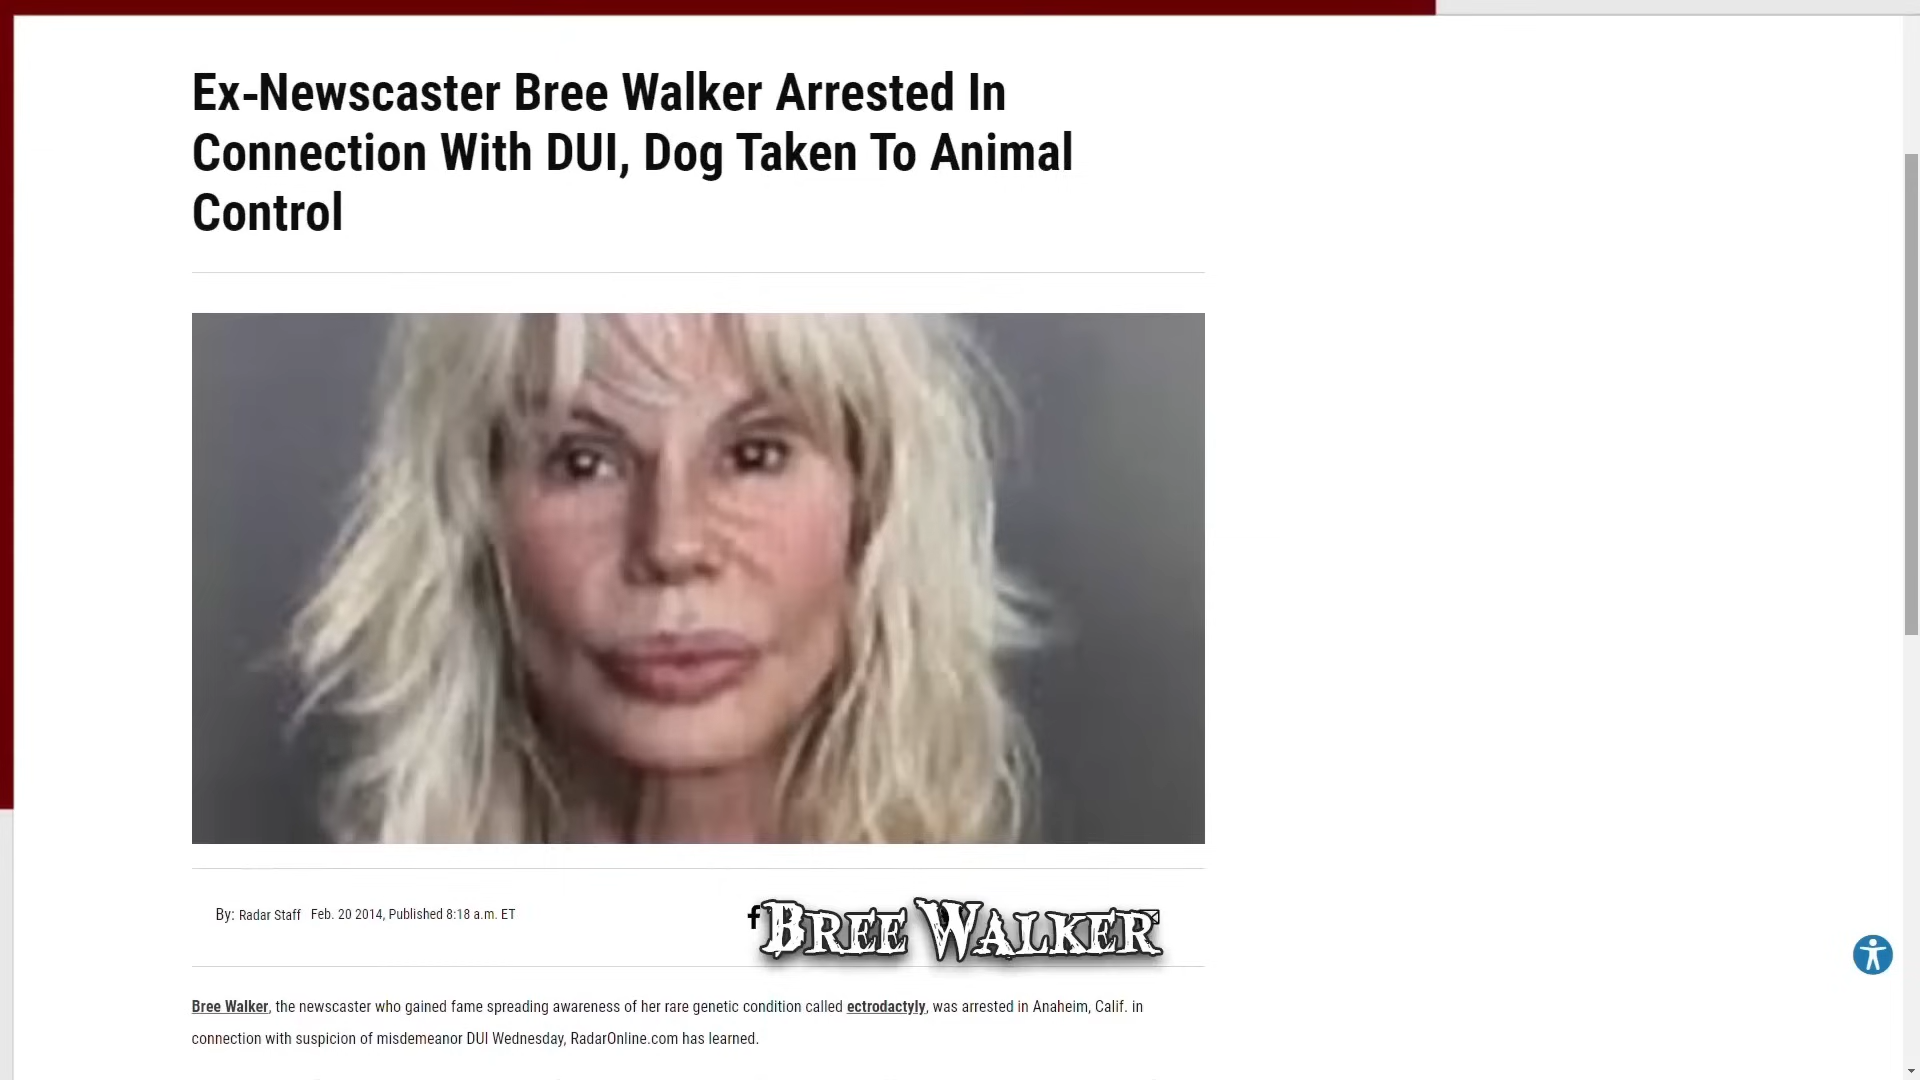 Ex-Newscaster Bree Walker Arrested In
Connection With DUI, Dog Taken To Animal
Control
By: Radar Staff Feb. 20 2014, Published 8:18 a.m. ET
Bree Walker
Bree Walker, the newscaster who gained fame spreading awareness of her rare genetic condition called ectrodactyly, was arrested in Anaheim, Calif. in
connection with suspicion of misdemeanor DUI Wednesday, RadarOnline.com has learned.